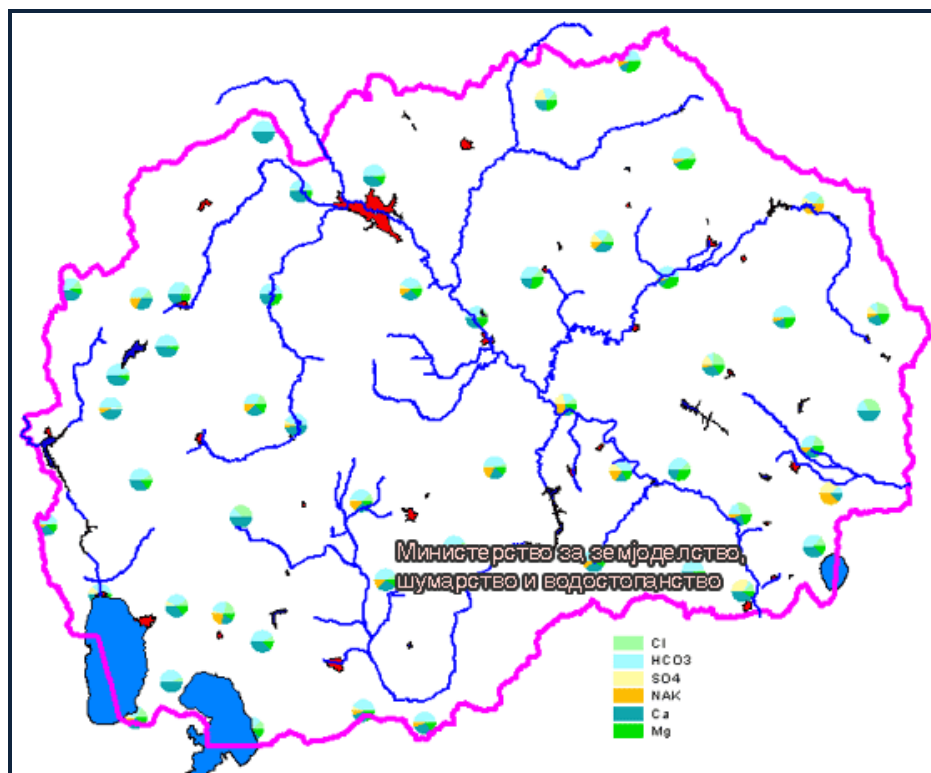 Министерство за земјоделство,
шумарство и водостопанство
Cl
HCO3
SO4
NAK
Ca
Mg